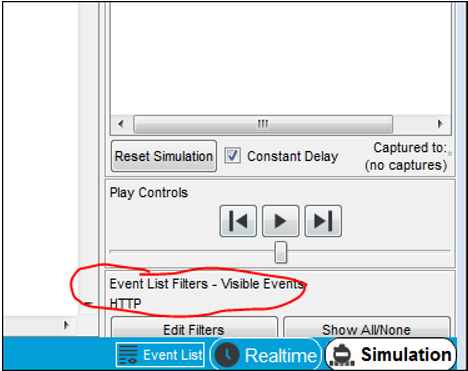 Reset Simulation
Constant Delay
Captured to:
(no captures)
Play Controls
Event List Filters - Visible Events
HTTP
Edit Filters
Show All/None
Event List
Realtime
Simulation